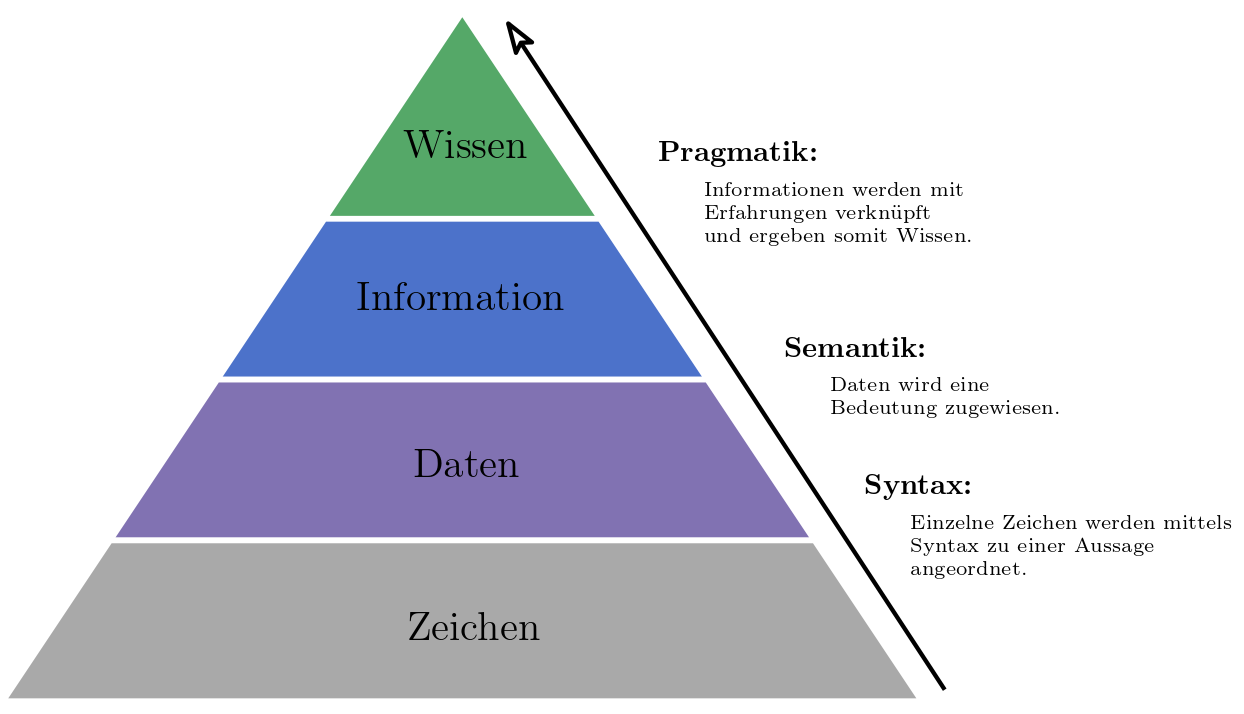 Wissen
Pragmatik:
Informationen werden mit
Erfahrungen verknüpft
und ergeben somit Wissen.
Information
Semantik:
Daten wird eine
Bedeutung zugewiesen.
Daten
Syntax:
Einzelne Zeichen werden mittels
Syntax zu einer Aussage
angeordnet.
Zeichen